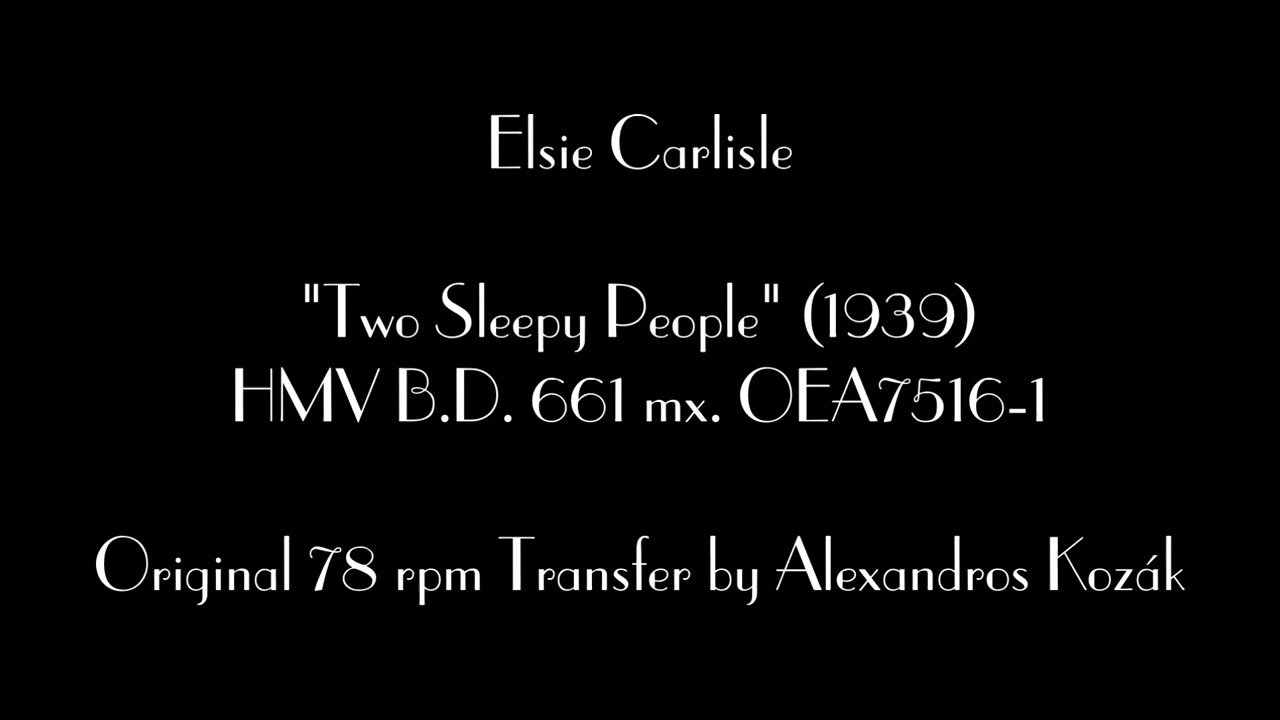 Elsie Carlisle
"Two Sleepy People" (1939)
HMV B.D. 661 mx. OEA7516-1
Original 78 rpm Transfer by Alexandros Kozák